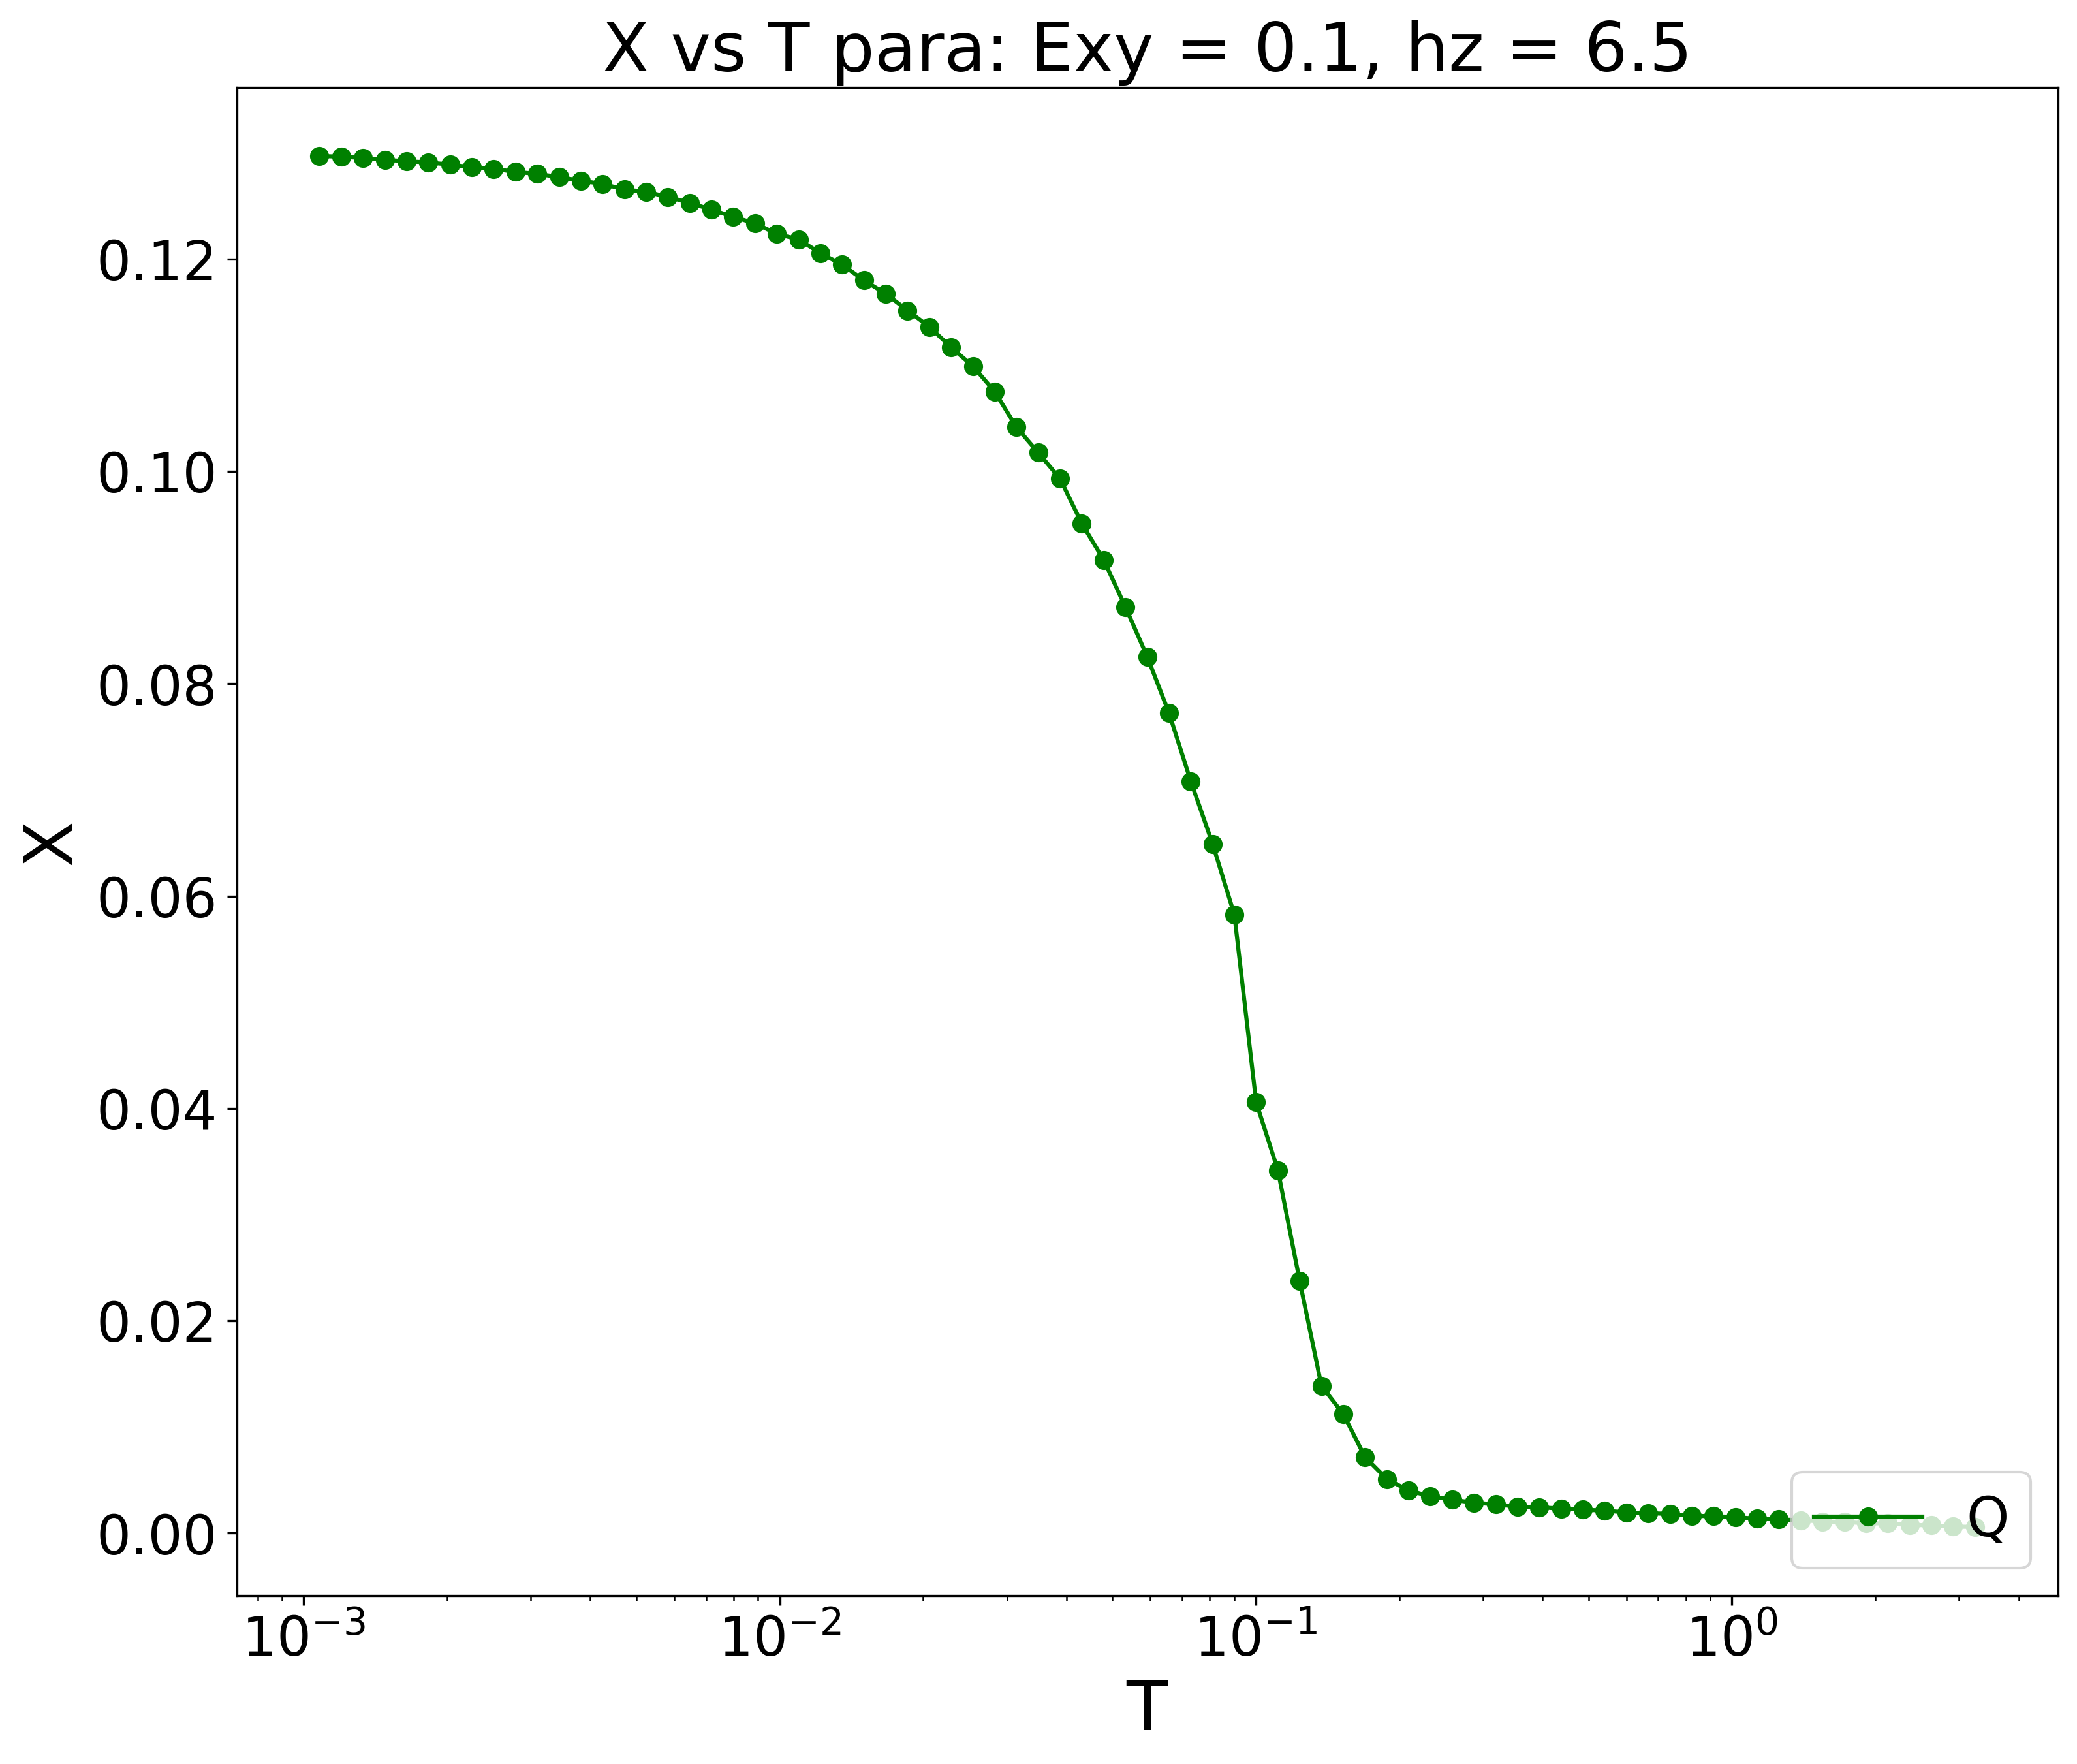 X vs T para: Exy = 0.1, hz = 6.5
X
0.12
0.10
0.08
0.06
0.04
0.02
0.00
Q
10⁻³ 10⁻² 10⁻¹ 10⁰
T